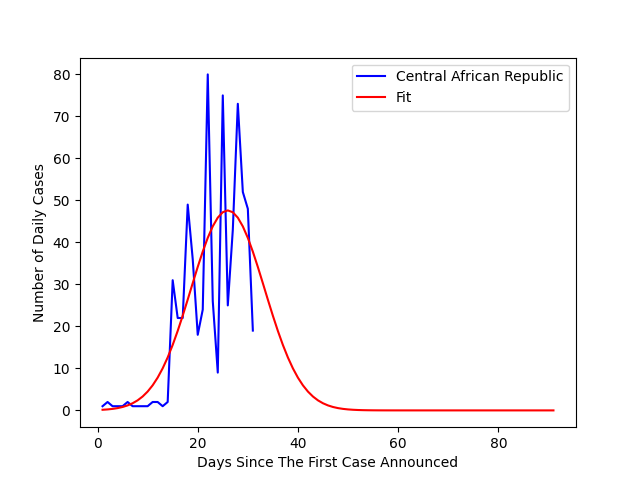 Central African Republic
Fit
Number of Daily Cases
80
70
60
50
40
30
20
10
0
0 20 40 60 80
Days Since The First Case Announced